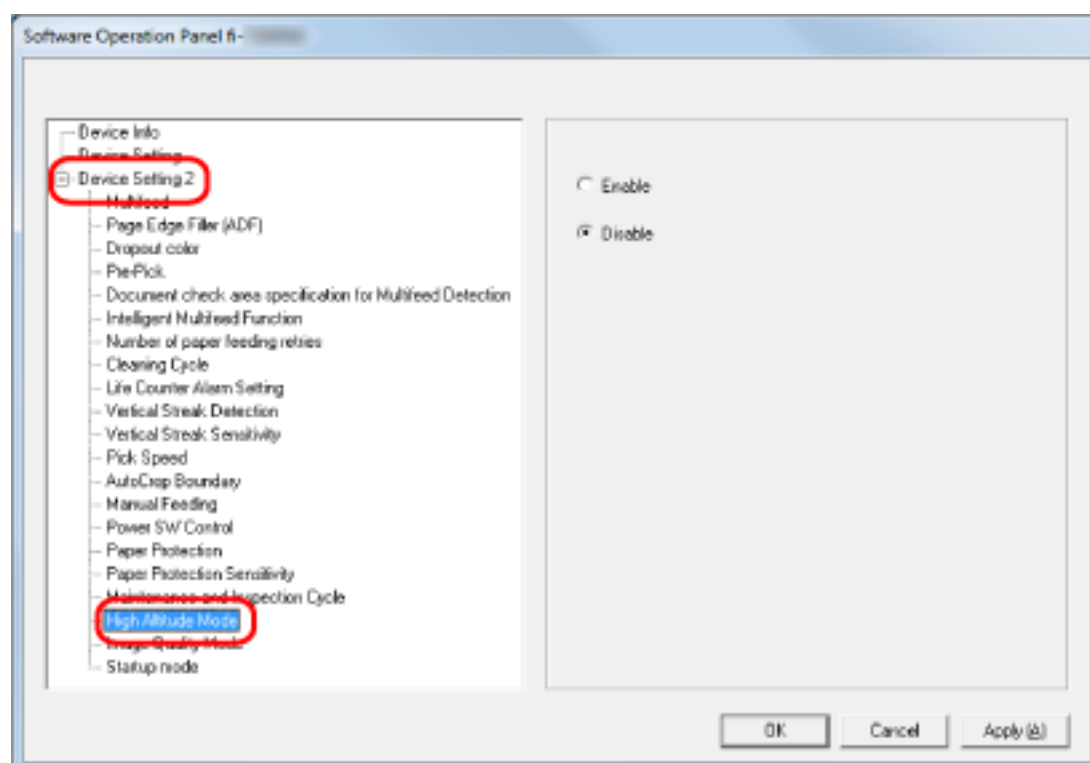 Software Operation Panel fi-
Device Info
Device Setting
Device Setting 2
Multifeed
Page Edge Filler (ADF)
Dropout color
Pre-Pick
Document check area specification for Multifeed Detection
Intelligent Multifeed Function
Number of paper feeding retries
Cleaning Cycle
Life Counter Alarm Setting
Vertical Streak Detection
Vertical Streak Sensitivity
Pick Speed
AutoCrop Boundary
Manual Feeding
Power SW Control
Paper Protection
Paper Protection Sensitivity
Maintenance and Inspection Cycle
High Altitude Mode
Image Quality Mode
Startup mode
Enable
Disable
OK
Cancel
Apply (A)